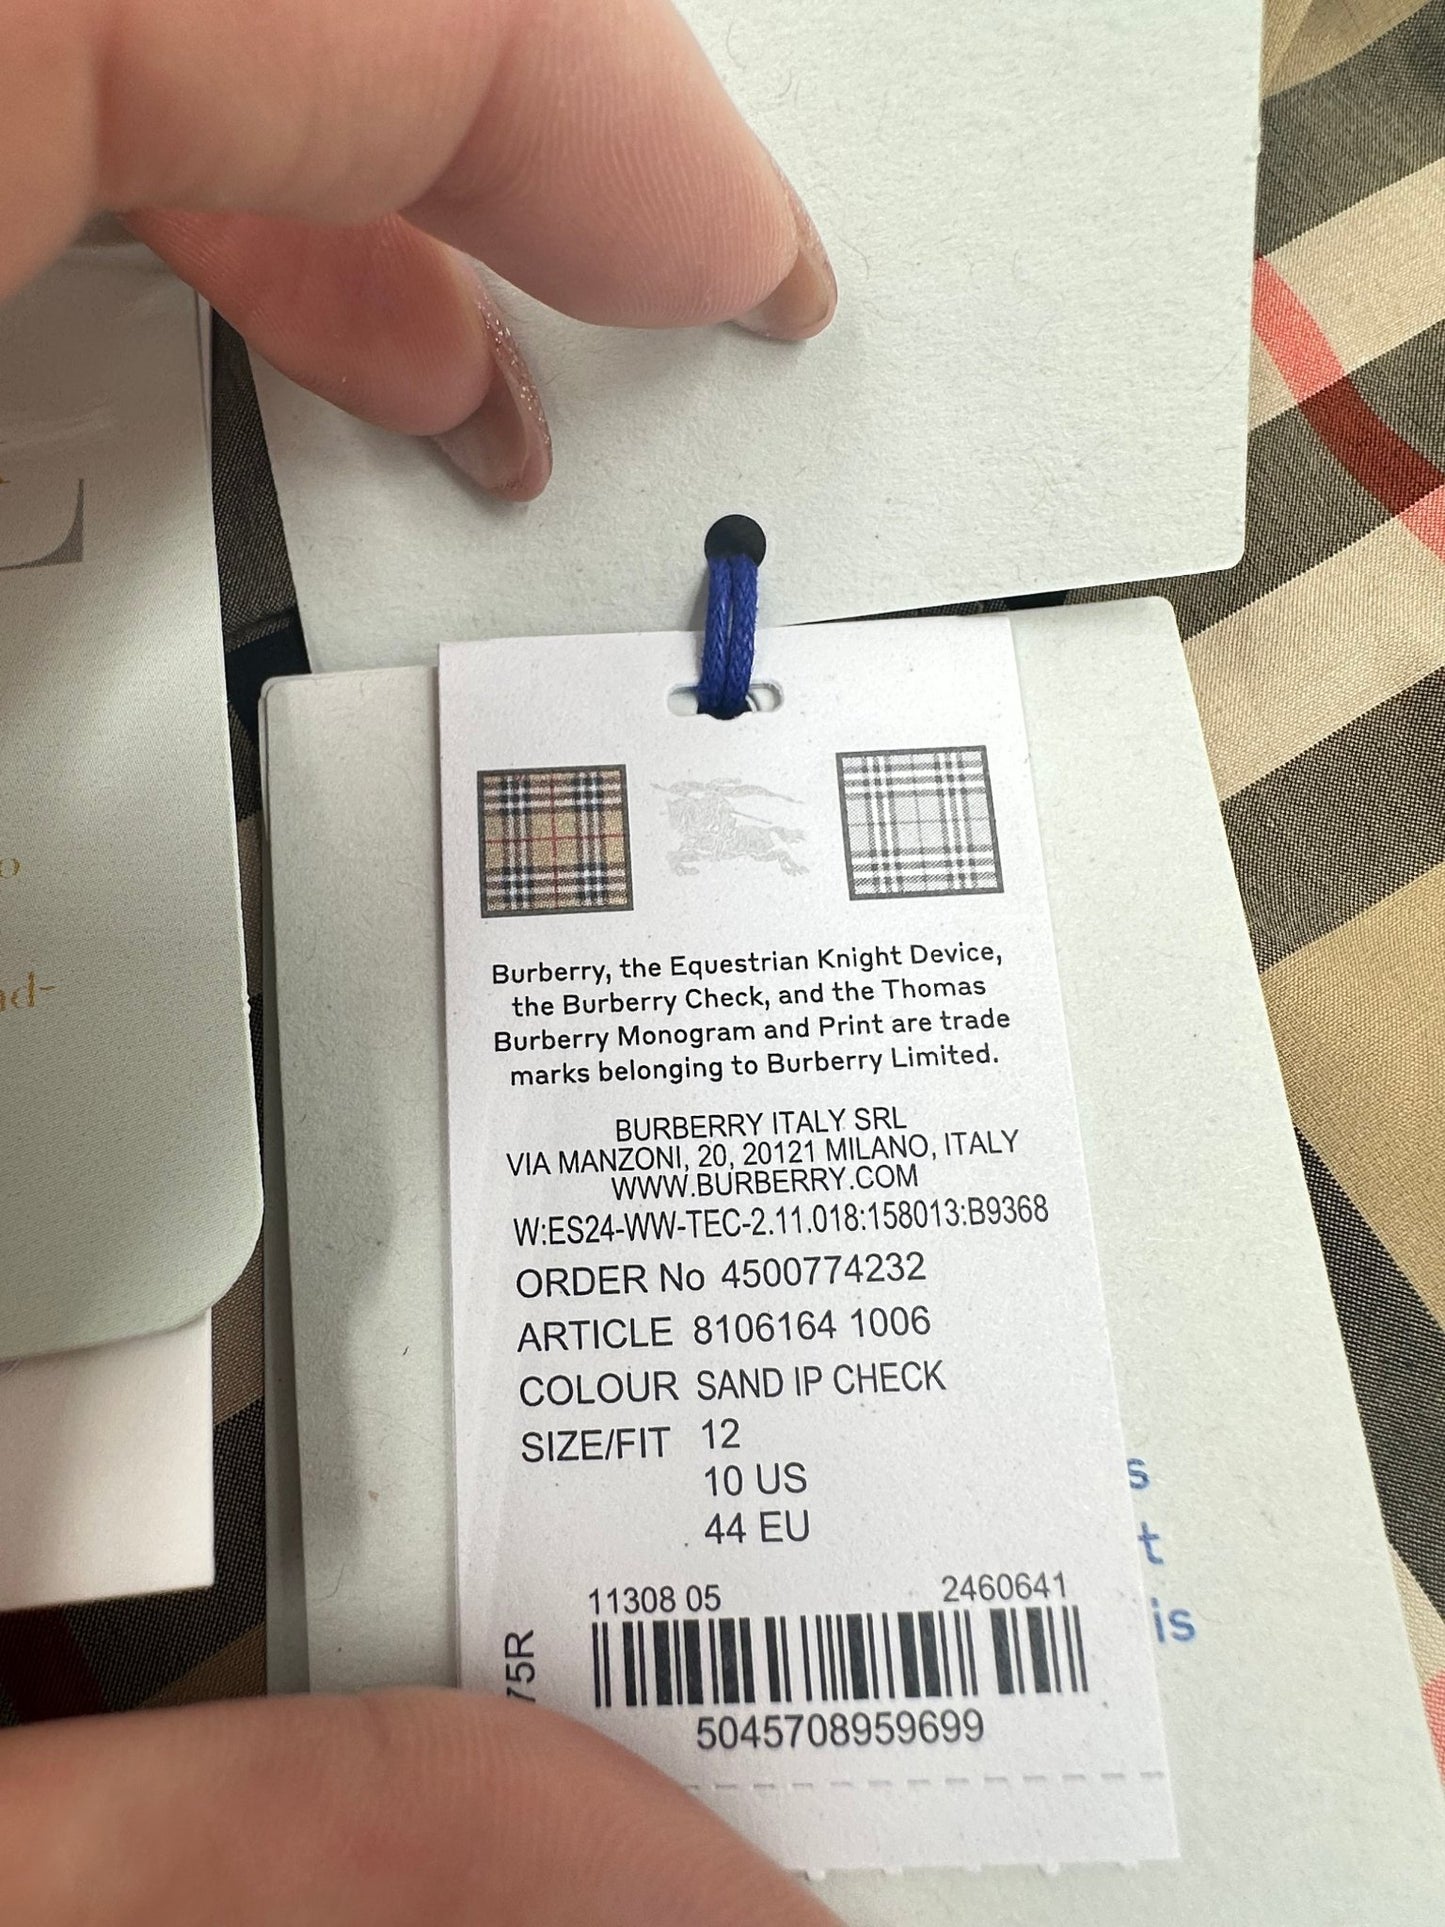 Burberry, the Equestrian Knight Device,
the Burberry Check, and the Thomas
Burberry Monogram and Print are trade
marks belonging to Burberry Limited.
BURBERRY ITALY SRL
VIA MANZONI, 20, 20121 MILANO, ITALY
WWW.BURBERRY.COM
W:ES24-WW-TEC-2.11.018:158013:B9368
ORDER No 4500774232
ARTICLE 8106164 1006
COLOUR SAND IP CHECK
SIZE/FIT 12
10 US
44 EU
11308 05 2460641
75R
5045708959699
s
t
is